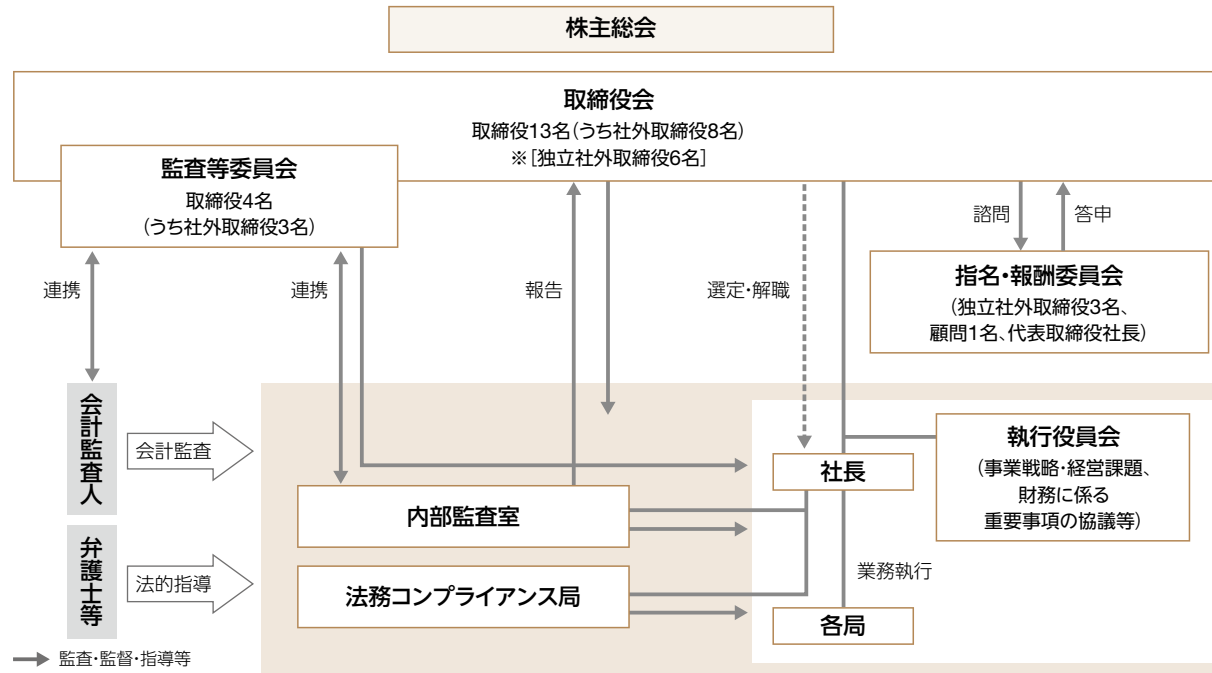 株主総会
取締役会
取締役13名(うち社外取締役8名)
※[独立社外取締役6名]
監査等委員会
取締役4名
(うち社外取締役3名)
連携
連携
報告
選定・解職
諮問
答申
指名・報酬委員会
(独立社外取締役3名、
顧問1名、代表取締役社長)
会計監査人
会計監査
弁護士等
法的指導
内部監査室
法務コンプライアンス局
社長
執行役員会
(事業戦略・経営課題、
財務に係る
重要事項の協議等)
業務執行
各局
監査・監督・指導等